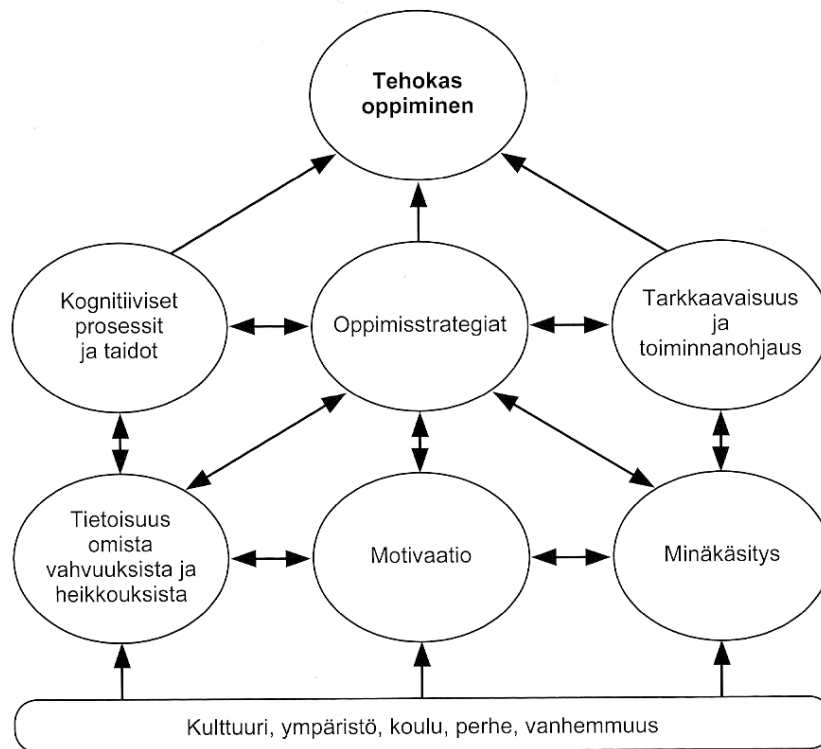 Tehokas
oppiminen
Kognitiiviset
prosessit
ja taidot
Oppimisstrategiat
Tarkkaavaisuus
ja
toiminnanohjaus
Tietoisuus
omista
vahvuuksista ja
heikkouksista
Motivaatio
Minäkäsitys
Kulttuuri, ympäristö, koulu, perhe, vanhemmuus